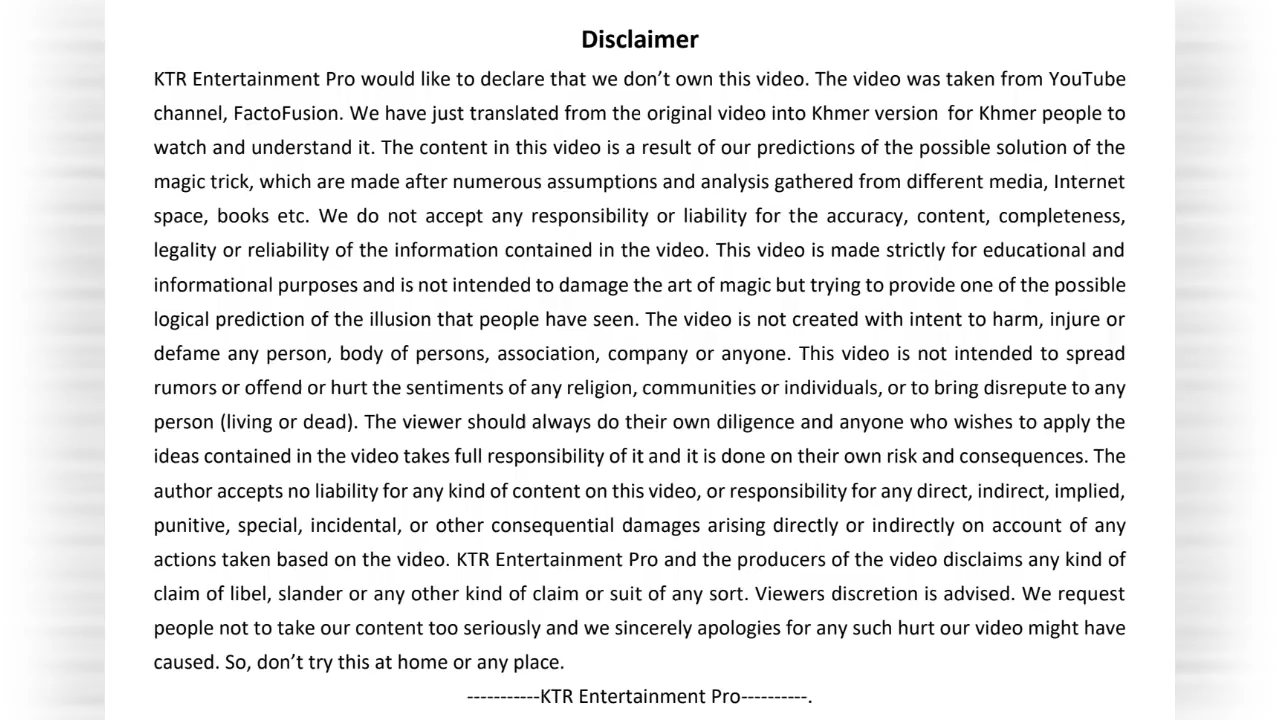 Disclaimer
KTR Entertainment Pro would like to declare that we don’t own this video. The video was taken from YouTube
channel, FactoFusion. We have just translated from the original video into Khmer version for Khmer people to
watch and understand it. The content in this video is a result of our predictions of the possible solution of the
magic trick, which are made after numerous assumptions and analysis gathered from different media, Internet
space, books etc. We do not accept any responsibility or liability for the accuracy, content, completeness,
legality or reliability of the information contained in the video. This video is made strictly for educational and
informational purposes and is not intended to damage the art of magic but trying to provide one of the possible
logical prediction of the illusion that people have seen. The video is not created with intent to harm, injure or
defame any person, body of persons, association, company or anyone. This video is not intended to spread
rumors or offend or hurt the sentiments of any religion, communities or individuals, or to bring disrepute to any
person (living or dead). The viewer should always do their own diligence and anyone who wishes to apply the
ideas contained in the video takes full responsibility of it and it is done on their own risk and consequences. The
author accepts no liability for any kind of content on this video, or responsibility for any direct, indirect, implied,
punitive, special, incidental, or other consequential damages arising directly or indirectly on account of any
actions taken based on the video. KTR Entertainment Pro and the producers of the video disclaims any kind of
claim of libel, slander or any other kind of claim or suit of any sort. Viewers discretion is advised. We request
people not to take our content too seriously and we sincerely apologies for any such hurt our video might have
caused. So, don’t try this at home or any place.
-----------KTR Entertainment Pro----------.